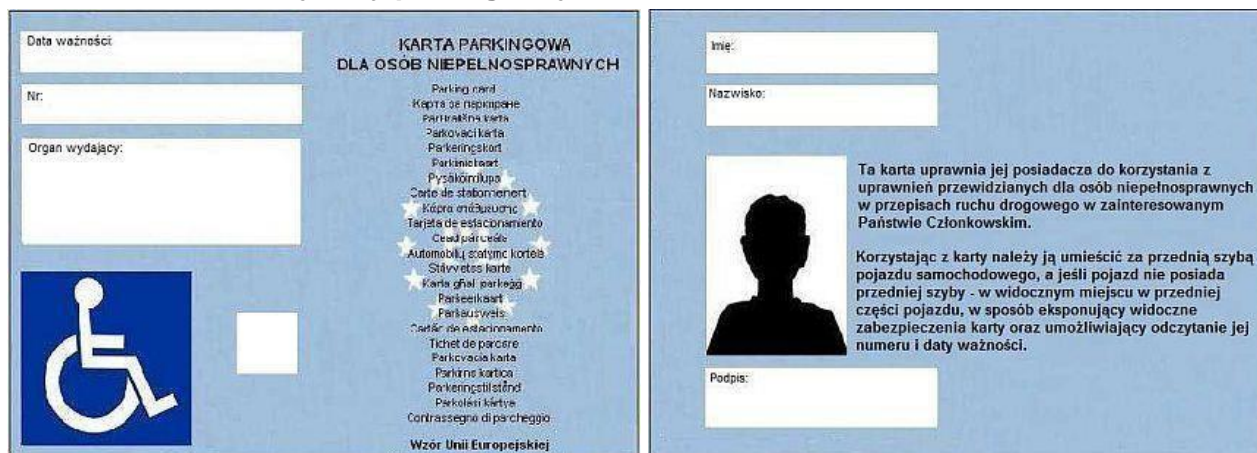 Data ważności:
Nr:
Organ wydający:
KARTA PARKINGOWA
DLA OSÓB NIEPEŁNOSPRAWNYCH
Parking card
Карта за паркиране
Parkovací karta
Parkeringskort
Parkimiskaart
Pysäköintilupa
Carte de stationnement
Κάρτα στάθμευσης
Tarjeta de estacionamiento
Cead páirceála
Automobilių statymo kortelė
Stāvvietas karte
Karta għall-parkeġġ
Parkeerkaart
Parkausweis
Cartão de estacionamento
Tichet de parcare
Parkovacia karta
Parkirna kartica
Parkeringstillstånd
Parkolási kártya
Contrassegno di parcheggio
Wzór Unii Europejskiej
Imię:
Nazwisko:
Ta karta uprawnia jej posiadacza do korzystania z
uprawnień przewidzianych dla osób niepełnosprawnych
w przepisach ruchu drogowego w zainteresowanym
Państwie Członkowskim.
Korzystając z karty należy ją umieścić za przednią szybą
pojazdu samochodowego, a jeśli pojazd nie posiada
przedniej szyby - w widocznym miejscu w przedniej
części pojazdu, w sposób eksponujący widoczne
zabezpieczenia karty oraz umożliwiający odczytanie jej
numeru i daty ważności.
Podpis: